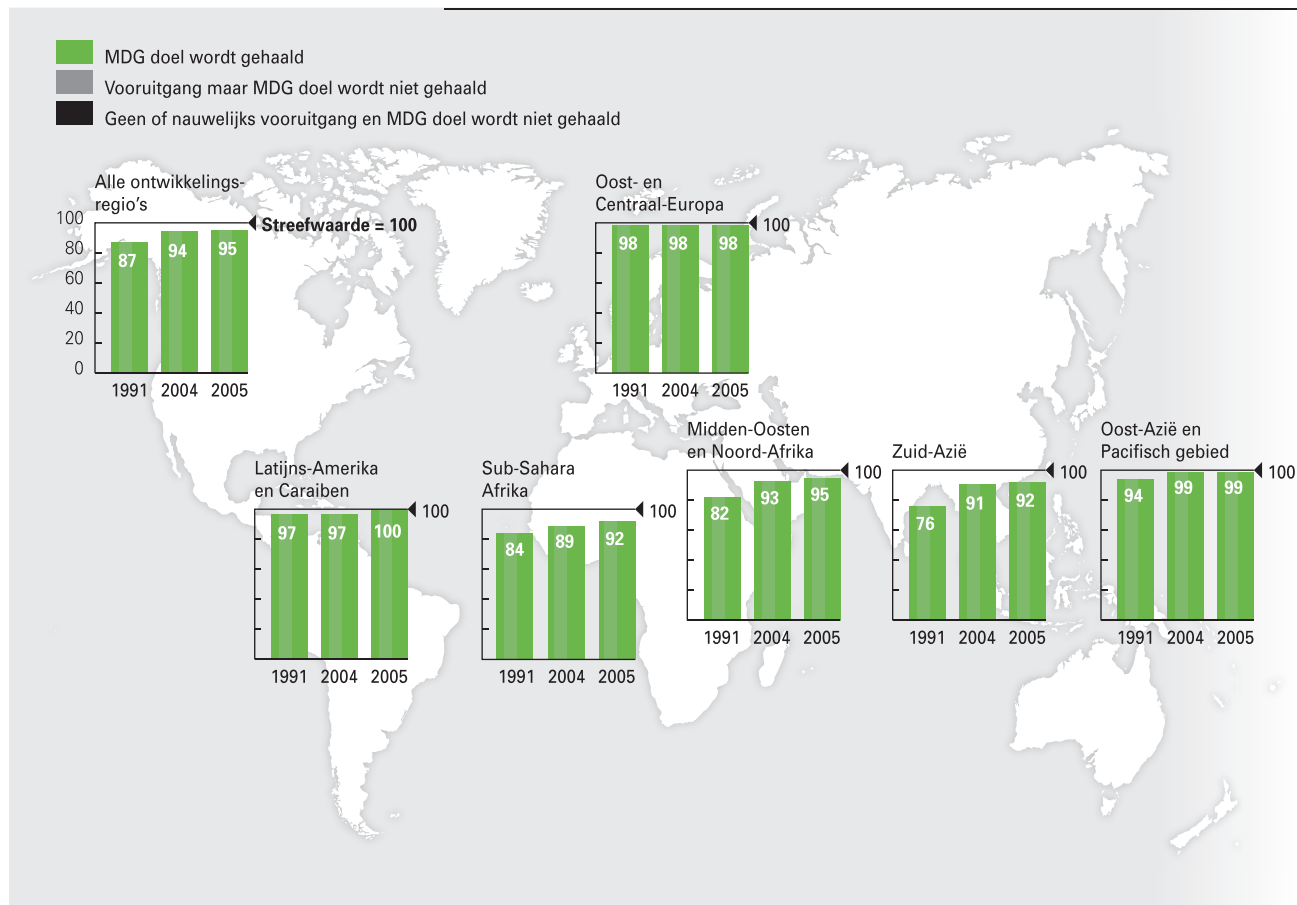 MDG doel wordt gehaald
Vooruitgang maar MDG doel wordt niet gehaald
Geen of nauwelijks vooruitgang en MDG doel wordt niet gehaald
Alle ontwikkelings-
regio's
100
80
60
40
20
0
Streefwaarde = 100
87 94 95
1991 2004 2005
Oost- en
Centraal-Europa
100
98 98 98
1991 2004 2005
Latijns-Amerika
en Caraiben
100
97 97 100
1991 2004 2005
Sub-Sahara
Afrika
100
84 89 92
1991 2004 2005
Midden-Oosten
en Noord-Afrika
100
82 93 95
1991 2004 2005
Zuid-Azië
100
76 91 92
1991 2004 2005
Oost-Azië en
Pacifisch gebied
100
94 99 99
1991 2004 2005